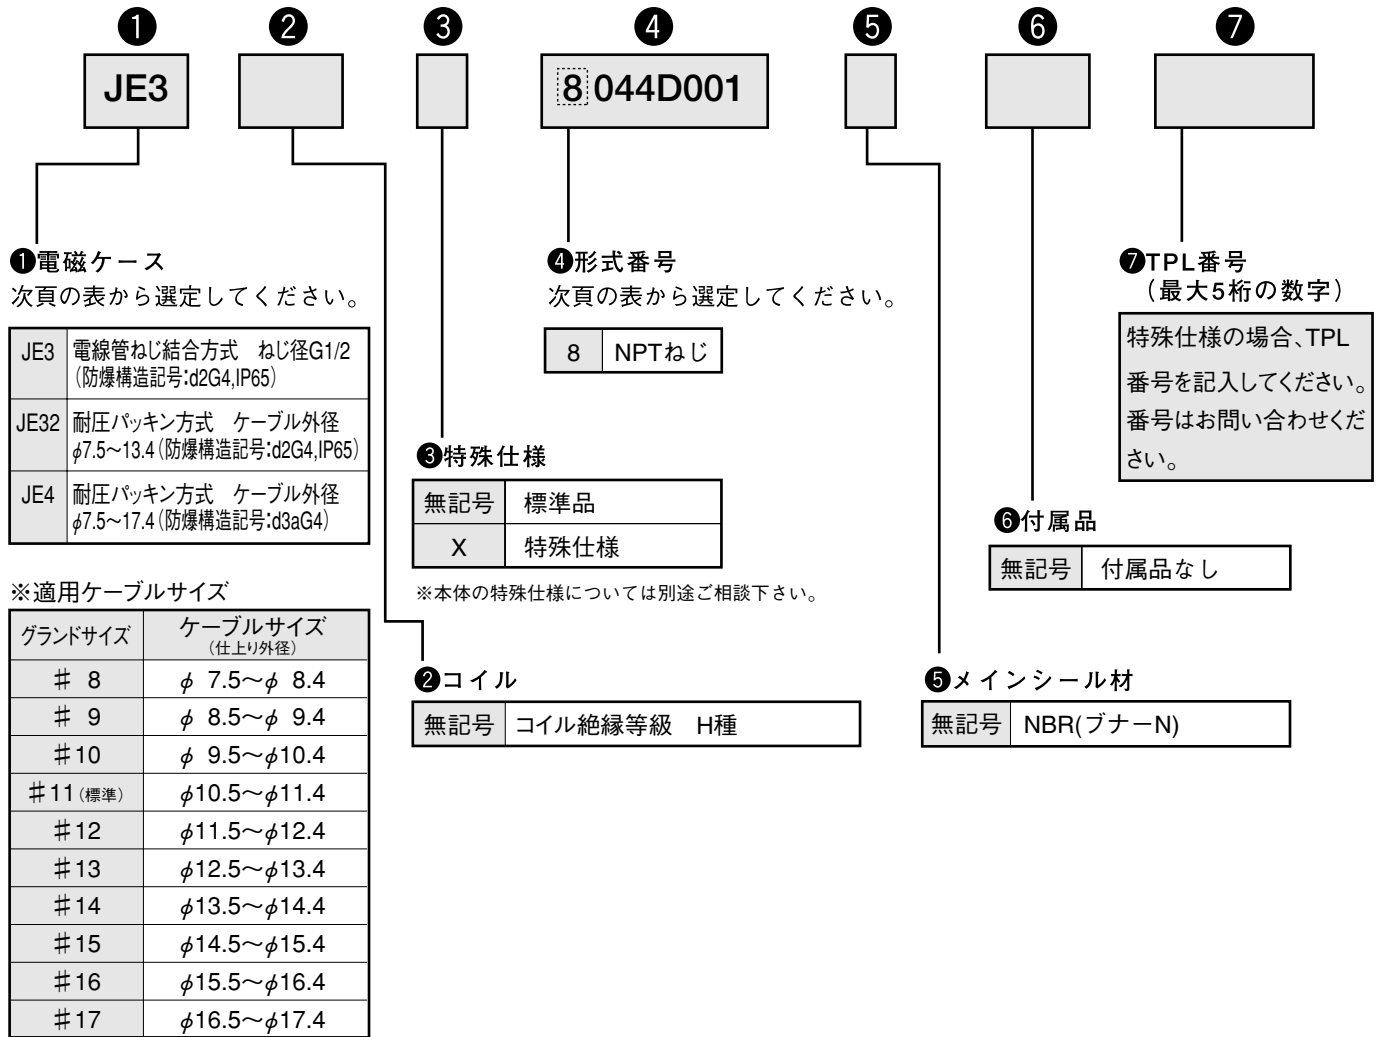 ❶ ❷ ❸ ❹ ❺ ❻ ❼
JE3 8 044D001
❶電磁ケース
次頁の表から選定してください。
JE3 電線管ねじ結合方式 ねじ径G1/2
(防爆構造記号:d2G4,IP65)
JE32 耐圧パッキン方式 ケーブル外径
φ7.5〜13.4(防爆構造記号:d2G4,IP65)
JE4 耐圧パッキン方式 ケーブル外径
φ7.5〜17.4(防爆構造記号:d3aG4)
※適用ケーブルサイズ
グランドサイズ ケーブルサイズ
(仕上り外径)
♯ 8 φ 7.5〜φ 8.4
♯ 9 φ 8.5〜φ 9.4
♯10 φ 9.5〜φ10.4
♯11(標準) φ10.5〜φ11.4
♯12 φ11.5〜φ12.4
♯13 φ12.5〜φ13.4
♯14 φ13.5〜φ14.4
♯15 φ14.5〜φ15.4
♯16 φ15.5〜φ16.4
♯17 φ16.5〜φ17.4
❹形式番号
次頁の表から選定してください。
8 NPTねじ
❸特殊仕様
無記号 標準品
X 特殊仕様
※本体の特殊仕様については別途ご相談下さい。
❷コイル
無記号 コイル絶縁等級 H種
❼TPL番号
(最大5桁の数字)
特殊仕様の場合、TPL
番号を記入してください。
番号はお問い合わせくだ
さい。
❻付属品
無記号 付属品なし
❺メインシール材
無記号 NBR(ブナーN)